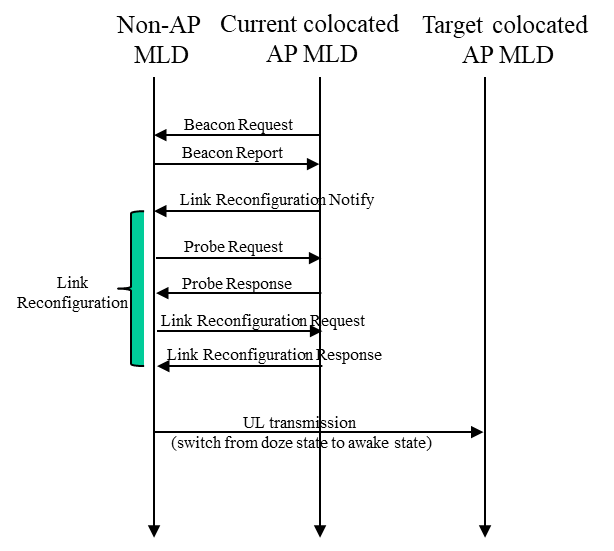 Non-AP
MLD
Current colocated
AP MLD
Target colocated
AP MLD
Beacon Request
Beacon Report
Link Reconfiguration Notify
Probe Request
Probe Response
Link
Reconfiguration
Link Reconfiguration Request
Link Reconfiguration Response
UL transmission
(switch from doze state to awake state)